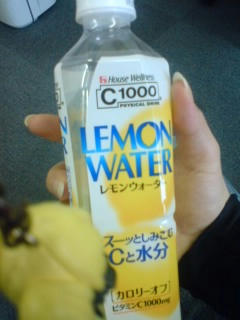 House Wellness
C1000
PHYSICAL DRINK
LEMON
WATER
レモンウォーター
スーッとしみこむ
Cと水分
カロリーオフ
ビタミンC1000mg